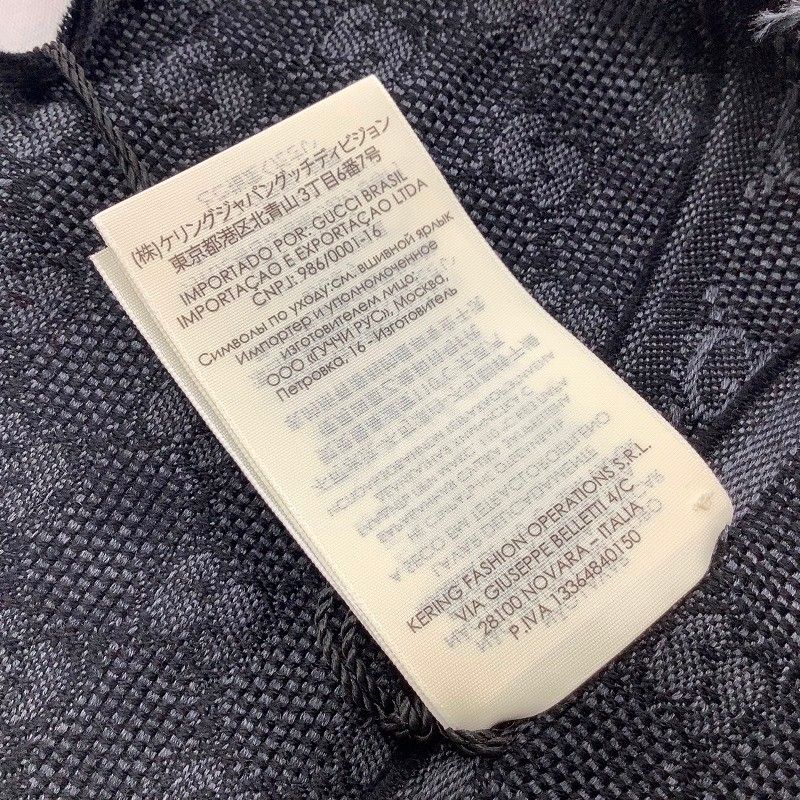 (株)ケリングジャパングッチディビジョン
東京都港区北青山3丁目6番7号
IMPORTADO POR: GUCCI BRASIL
IMPORTAÇAO E EXPORTAÇAO LTDA
CNPJ: 986/0001-16
Символы по уходу:см. вшивной ярлык
Импортер и уполномоченное
изготовителем лицо:
ООО «ГУЧЧИ РУС», Москва,
Петровка: 16 -Изготовитель
KERING FASHION OPERATIONS S.R.L.
VIA GIUSEPPE BELLETTI 4/C
28100 NOVARA – ITALIA
P.IVA 13364840150